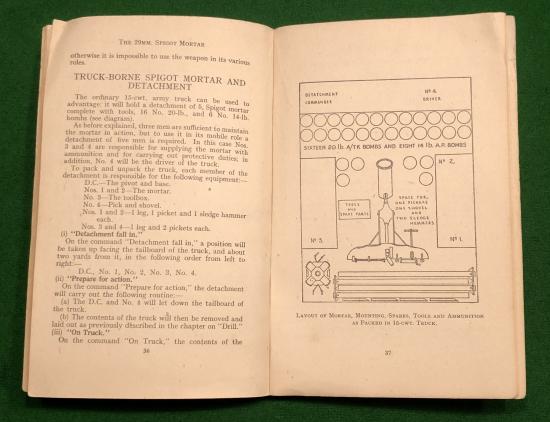 THE 29MM. SPIGOT MORTAR
otherwise it is impossible to use the weapon in its various
roles.
TRUCK-BORNE SPIGOT MORTAR AND
DETACHMENT
The ordinary 15-cwt. army truck can be used to
advantage: it will hold a detachment of 5, Spigot mortar
complete with tools, 16 No. 20-lb., and 8 No. 14-lb.
bombs (see diagram).
As before explained, three men are sufficient to maintain
the mortar in action, but to use it in its mobile role a
detachment of five men is required. In this case Nos.
3 and 4 are responsible for supplying the mortar with
ammunition and for carrying out protective duties; in
addition, No. 4 will be the driver of the truck.
To pack and unpack the truck, each member of the
detachment is responsible for the following equipment:—
D.C.—The pivot and base.
Nos. 1 and 2—The mortar.
No. 3—The toolbox.
No. 4—Pick and shovel.
Nos. 1 and 2—1 leg, 1 picket and 1 sledge hammer
each.
Nos. 3 and 4—1 leg and 2 pickets each.
(i) "Detachment fall in."
On the command "Detachment fall in," a position will
be taken up facing the tailboard of the truck, and about
two yards from it, in the following order from left to
right:—
D.C., No. 1, No. 2, No. 3, No. 4.
(ii) "Prepare for action."
On the command "Prepare for action," the detachment
will carry out the following routine:—
(a) The D.C. and No. 4 will let down the tailboard of
the truck.
(b) The contents of the truck will then be removed and
laid out as previously described in the chapter on "Drill."
(iii) "On Truck."
On the command "On Truck," the contents of the
36
DETATCHMENT
COMMANDER
Nº 4.
DRIVER
SIXTEEN 20 lb. A/TK BOMBS AND EIGHT 14 lb. A.P. BOMBS
Nº 2.
TOOLS
AND
SPARE PARTS
SPACE FOR,
ONE PICKAXE
ONE SHOVEL
AND
TWO SLEDGE
HAMMERS
Nº 3.
Nº 1.
LAYOUT OF MORTAR, MOUNTING, SPARES, TOOLS AND AMMUNITION
AS PACKED IN 15-CWT. TRUCK.
37